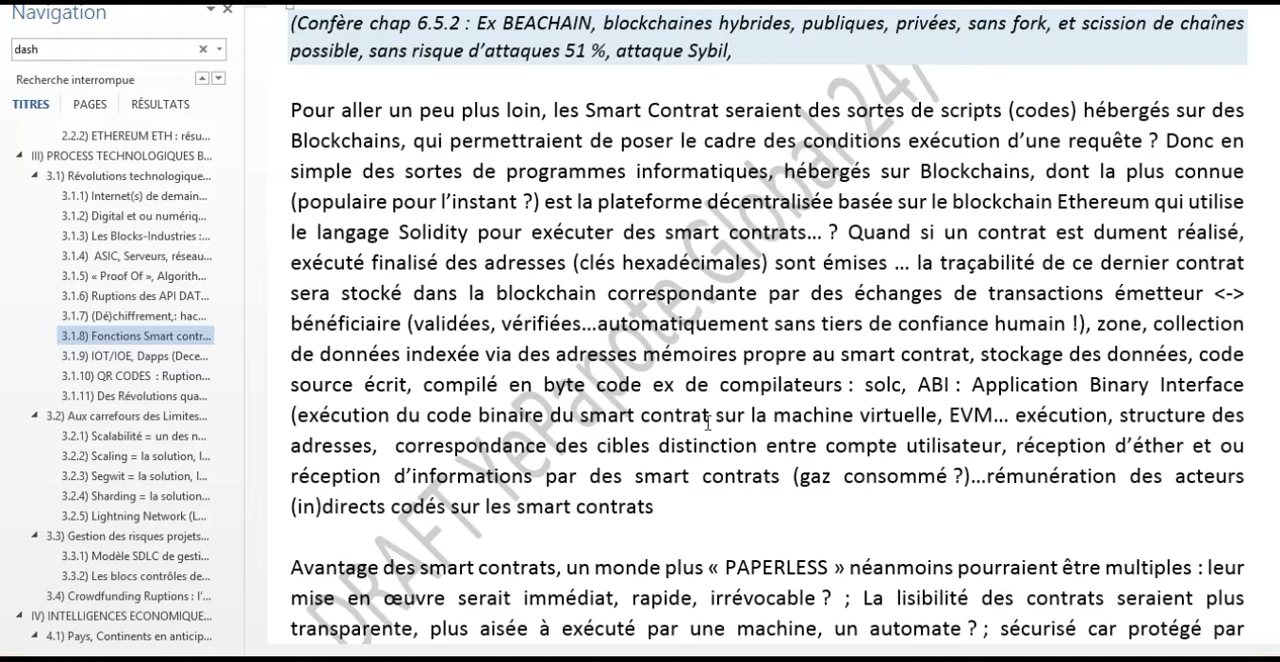 Navigation
dash
Recherche interrompue
TITRES PAGES RÉSULTATS
2.2.2) ETHEREUM ETH : résu...
III) PROCESS TECHNOLOGIQUES B...
3.1) Révolutions technologique...
3.1.1) Internet(s) de demain...
3.1.2) Digital et ou numériq...
3.1.3) Les Blocks-Industries :...
3.1.4) ASIC, Serveurs, réseau...
3.1.5) « Proof Of », Algorith...
3.1.6) Ruptions des API DAT...
3.1.7) (Dé)chiffrement,: hac...
3.1.8) Fonctions Smart contr...
3.1.9) IOT/IOE, Dapps (Dece...
3.1.10) QR CODES : Ruption...
3.1.11) Des Révolutions qua...
3.2) Aux carrefours des Limites...
3.2.1) Scalabilité = un des n...
3.2.2) Scaling = la solution, l...
3.2.3) Segwit = la solution, l...
3.2.4) Sharding = la solution...
3.2.5) Lightning Network (L...
3.3) Gestion des risques projets...
3.3.1) Modèle SDLC de gesti...
3.3.2) Les blocs contrôles de...
3.4) Crowdfunding Ruptions : l'...
IV) INTELLIGENCES ECONOMIQUE...
4.1) Pays, Continents en anticip...
(Confère chap 6.5.2 : Ex BEACHAIN, blockchaines hybrides, publiques, privées, sans fork, et scission de chaînes
possible, sans risque d'attaques 51 %, attaque Sybil,
Pour aller un peu plus loin, les Smart Contrat seraient des sortes de scripts (codes) hébergés sur des
Blockchains, qui permettraient de poser le cadre des conditions exécution d'une requête ? Donc en
simple des sortes de programmes informatiques, hébergés sur Blockchains, dont la plus connue
(populaire pour l'instant ?) est la plateforme décentralisée basée sur le blockchain Ethereum qui utilise
le langage Solidity pour exécuter des smart contrats... ? Quand si un contrat est dument réalisé,
exécuté finalisé des adresses (clés hexadécimales) sont émises ... la traçabilité de ce dernier contrat
sera stocké dans la blockchain correspondante par des échanges de transactions émetteur <->
bénéficiaire (validées, vérifiées...automatiquement sans tiers de confiance humain !), zone, collection
de données indexée via des adresses mémoires propre au smart contrat, stockage des données, code
source écrit, compilé en byte code ex de compilateurs : solc, ABI : Application Binary Interface
(exécution du code binaire du smart contrat sur la machine virtuelle, EVM... exécution, structure des
adresses, correspondance des cibles distinction entre compte utilisateur, réception d'éther et ou
réception d'informations par des smart contrats (gaz consommé ?)...rémunération des acteurs
(in)directs codés sur les smart contrats
Avantage des smart contrats, un monde plus « PAPERLESS » néanmoins pourraient être multiples : leur
mise en œuvre serait immédiat, rapide, irrévocable ? ; La lisibilité des contrats seraient plus
transparente, plus aisée à exécuté par une machine, un automate ? ; sécurisé car protégé par
DRAFT YePapote.Global 24/